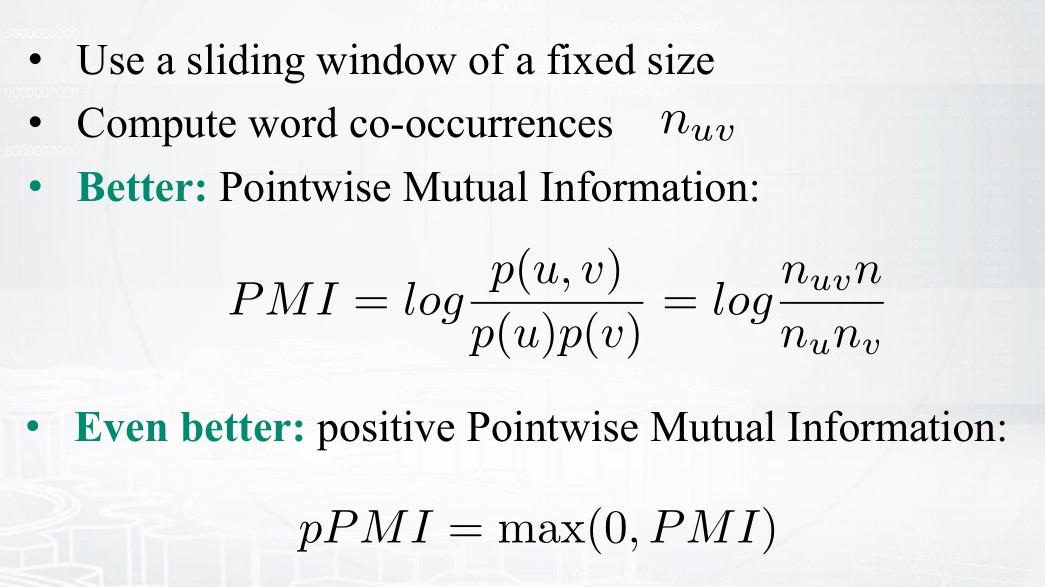 • Use a sliding window of a fixed size
• Compute word co-occurrences n_{uv}
• Better: Pointwise Mutual Information:
PMI = log \frac{p(u, v)}{p(u)p(v)} = log \frac{n_{uv}n}{n_u n_v}
• Even better: positive Pointwise Mutual Information:
pPMI = max(0, PMI)